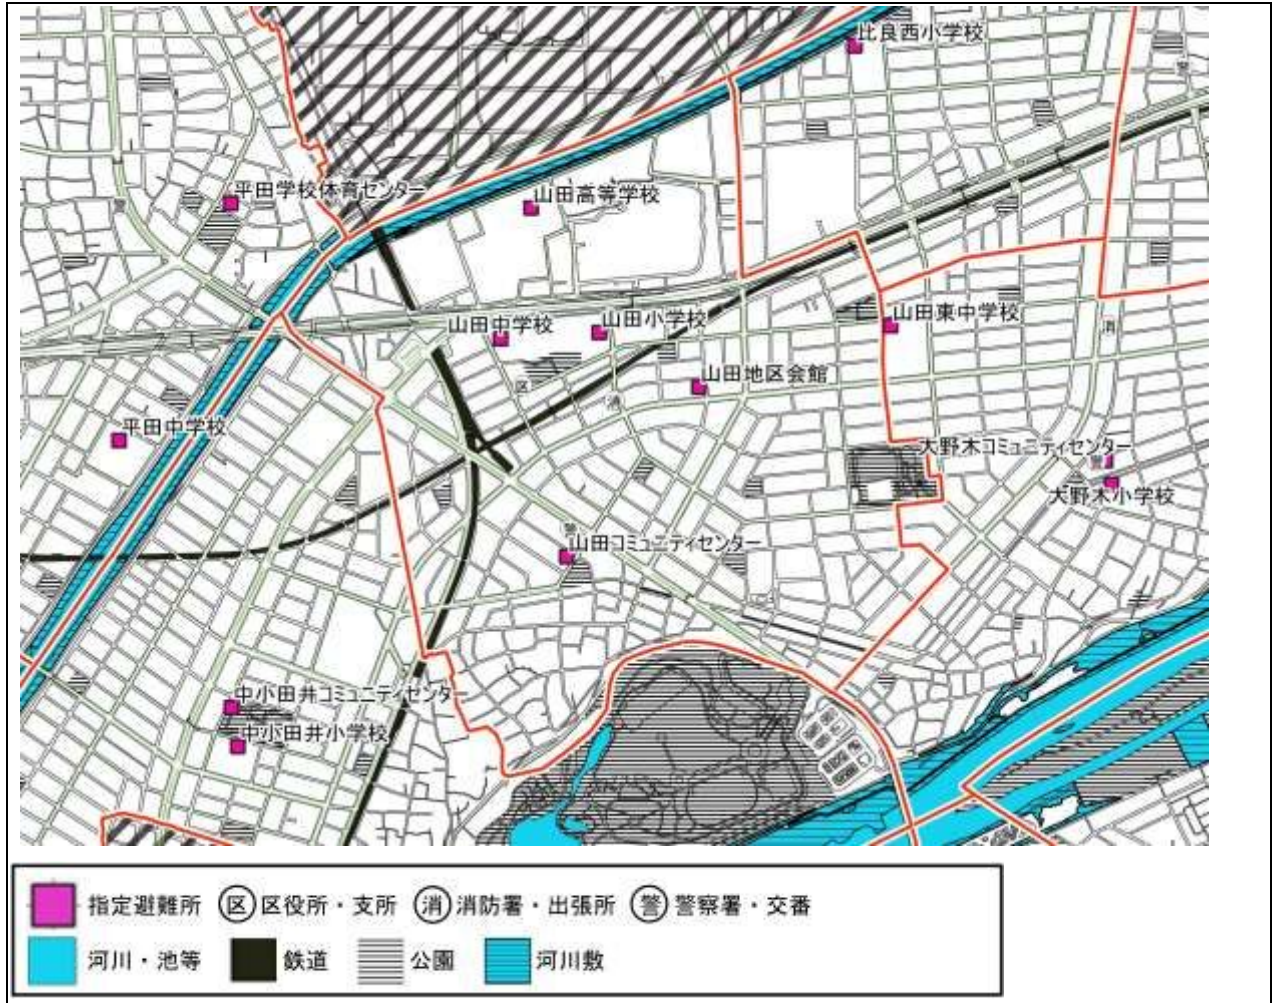 比良西小学校
平田学校体育センター
山田高等学校
山田中学校
山田小学校
山田東中学校
消
区
消
山田地区会館
平田中学校
大野木コミュニティセンター
大野木小学校
山田コミュニティセンター
中小田井コミュニティセンター
中小田井小学校
指定避難所 区 区役所・支所 消 消防署・出張所 警 警察署・交番
河川・池等 鉄道 公園 河川敷